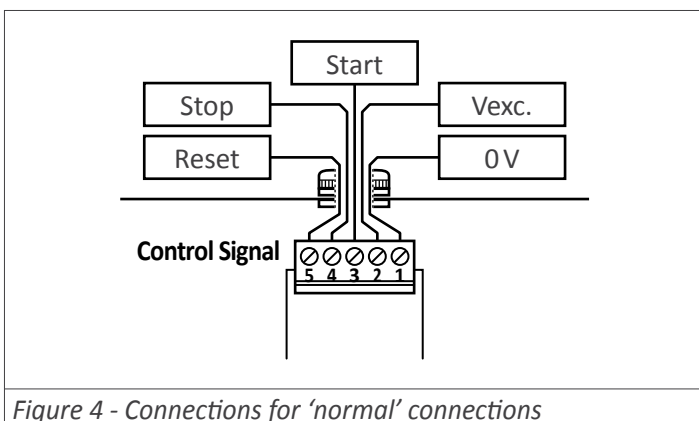 Start
Stop
Vexc.
Reset
0 V
Control Signal
5 4 3 2 1
Figure 4 - Connections for ‘normal’ connections